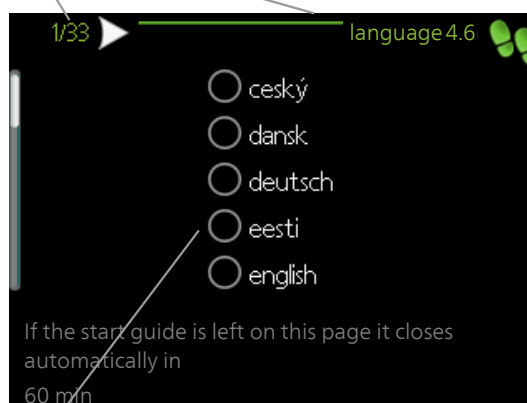 1/33
language 4.6
ceský
dansk
deutsch
eesti
english
If the start guide is left on this page it closes
automatically in
60 min